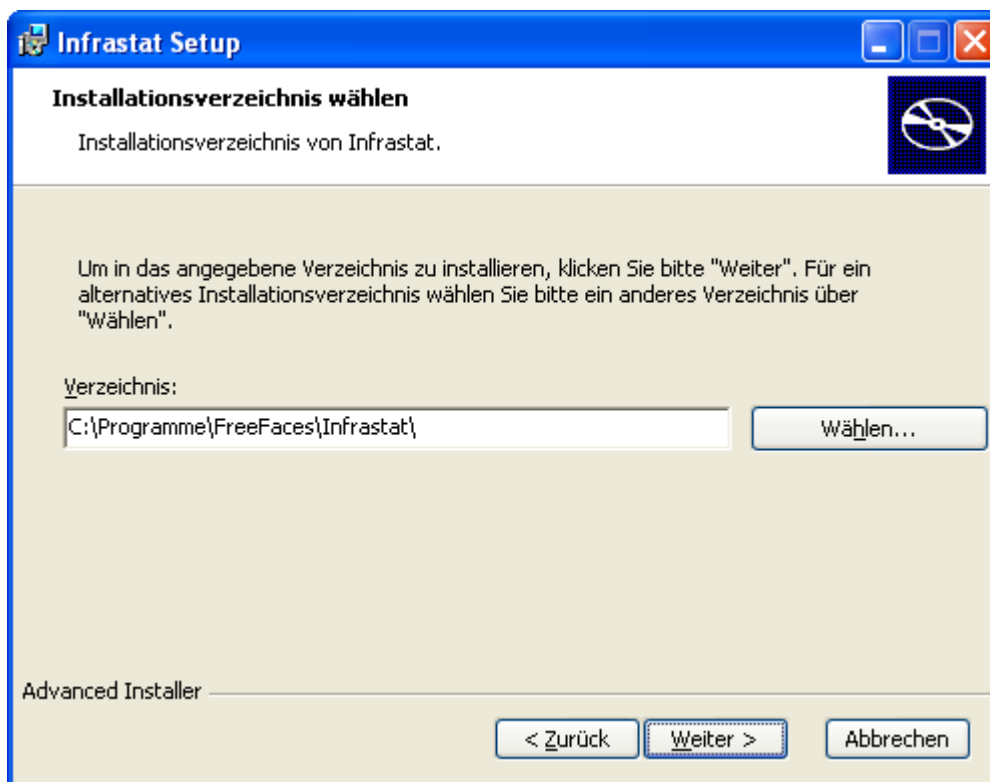 Infrastat Setup
Installationsverzeichnis wählen
Installationsverzeichnis von Infrastat.
Um in das angegebene Verzeichnis zu installieren, klicken Sie bitte "Weiter". Für ein
alternatives Installationsverzeichnis wählen Sie bitte ein anderes Verzeichnis über
"Wählen".
Verzeichnis:
C:\Programme\FreeFaces\Infrastat\
Wählen...
Advanced Installer
< Zurück
Weiter >
Abbrechen